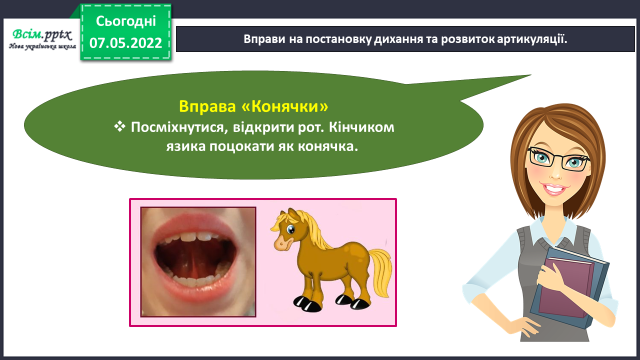 Всім.pptx
Нова українська школа
Сьогодні
07.05.2022
Вправи на постановку дихання та розвиток артикуляції.
Вправа «Конячки»
❖ Посміхнутися, відкрити рот. Кінчиком
язика поцокати як конячка.